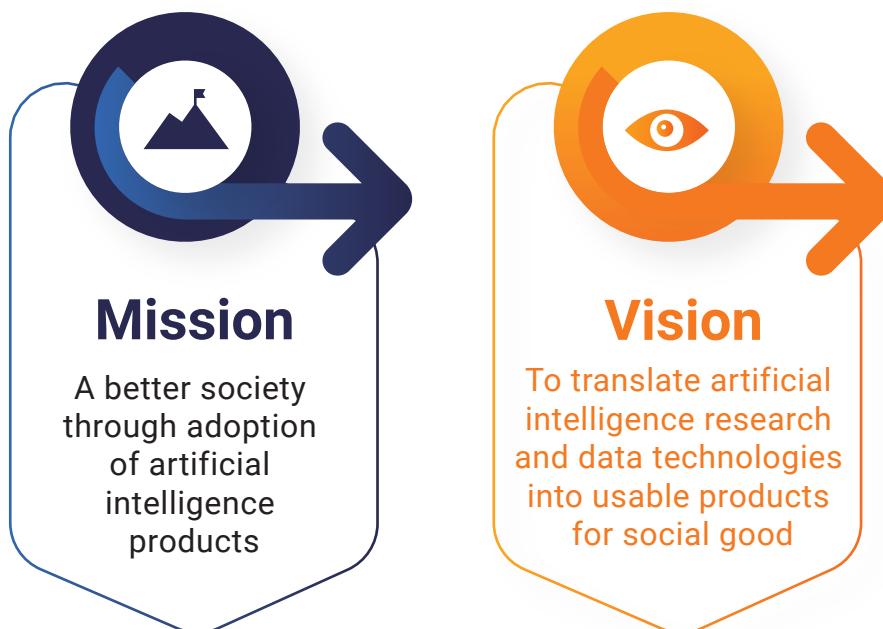 Mission
A better society
through adoption
of artificial
intelligence
products
Vision
To translate artificial
intelligence research
and data technologies
into usable products
for social good